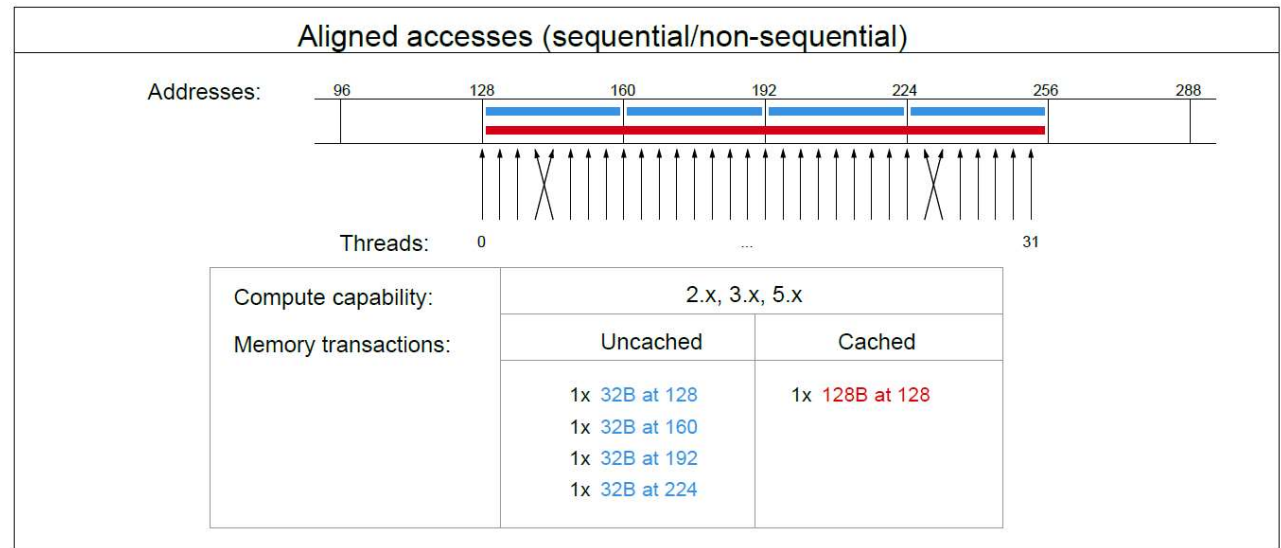 Aligned accesses (sequential/non-sequential)
Addresses: 96 128 160 192 224 256 288
Threads: 0 ... 31
Compute capability: 2.x, 3.x, 5.x
Memory transactions: Uncached Cached
1x 32B at 128 1x 128B at 128
1x 32B at 160
1x 32B at 192
1x 32B at 224